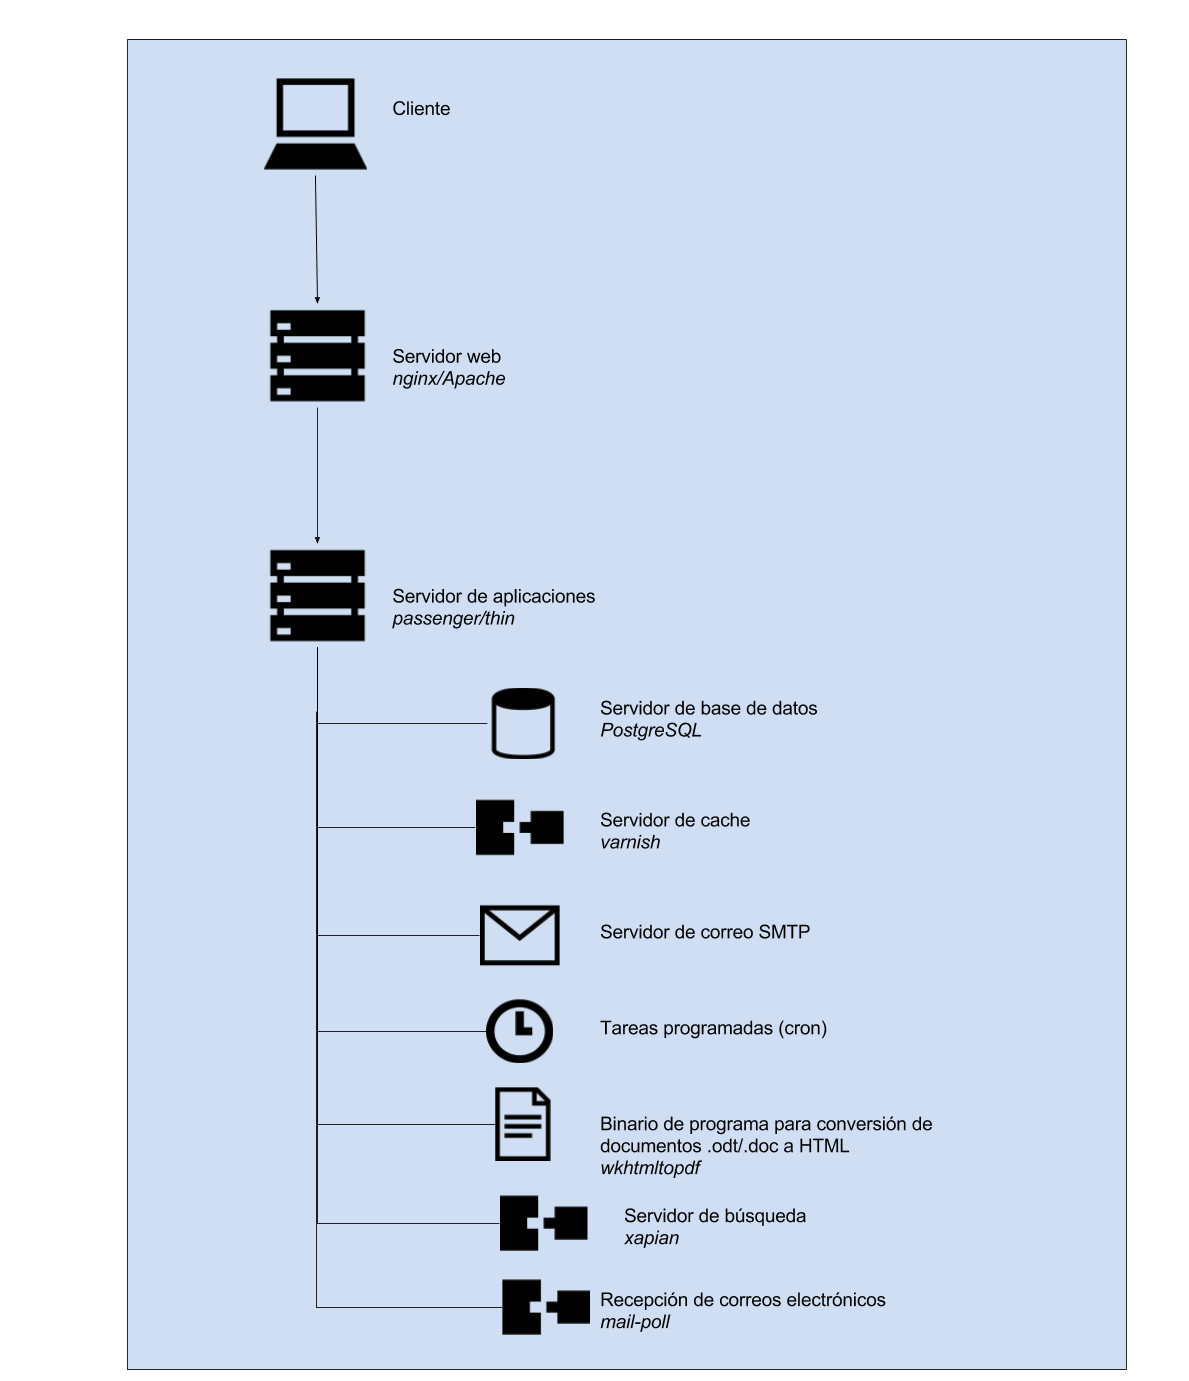 Cliente
Servidor web
nginx/Apache
Servidor de aplicaciones
passenger/thin
Servidor de base de datos
PostgreSQL
Servidor de cache
varnish
Servidor de correo SMTP
Tareas programadas (cron)
Binario de programa para conversión de
documentos .odt/.doc a HTML
wkhtmltopdf
Servidor de búsqueda
xapian
Recepción de correos electrónicos
mail-poll